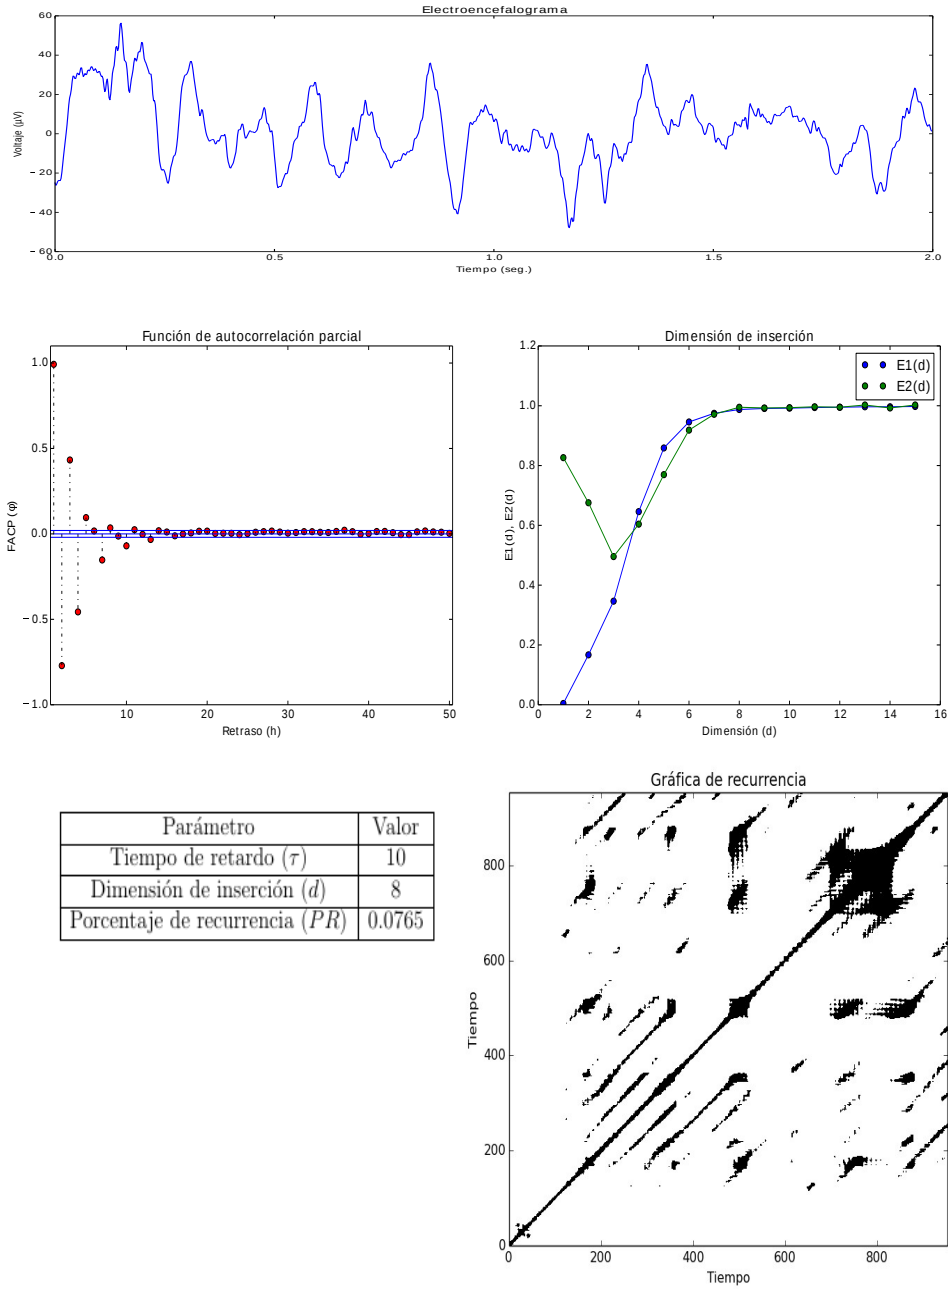 Electroencefalograma
60
40
20
0
−20
−40
−60
Voltaje (µV)
0.0 0.5 1.0 1.5 2.0
Tiempo (seg.)
Función de autocorrelación parcial
1.0
0.5
0.0
−0.5
−1.0
FACP (φ)
10 20 30 40 50
Retraso (h)
Dimensión de inserción
1.2
1.0
0.8
0.6
0.4
0.2
0.0
E1(d), E2(d)
E1(d)
E2(d)
0 2 4 6 8 10 12 14 16
Dimensión (d)
Parámetro Valor
Tiempo de retardo (τ) 10
Dimensión de inserción (d) 8
Porcentaje de recurrencia (PR) 0.0765
Gráfica de recurrencia
800
600
400
200
0
Tiempo
0 200 400 600 800
Tiempo